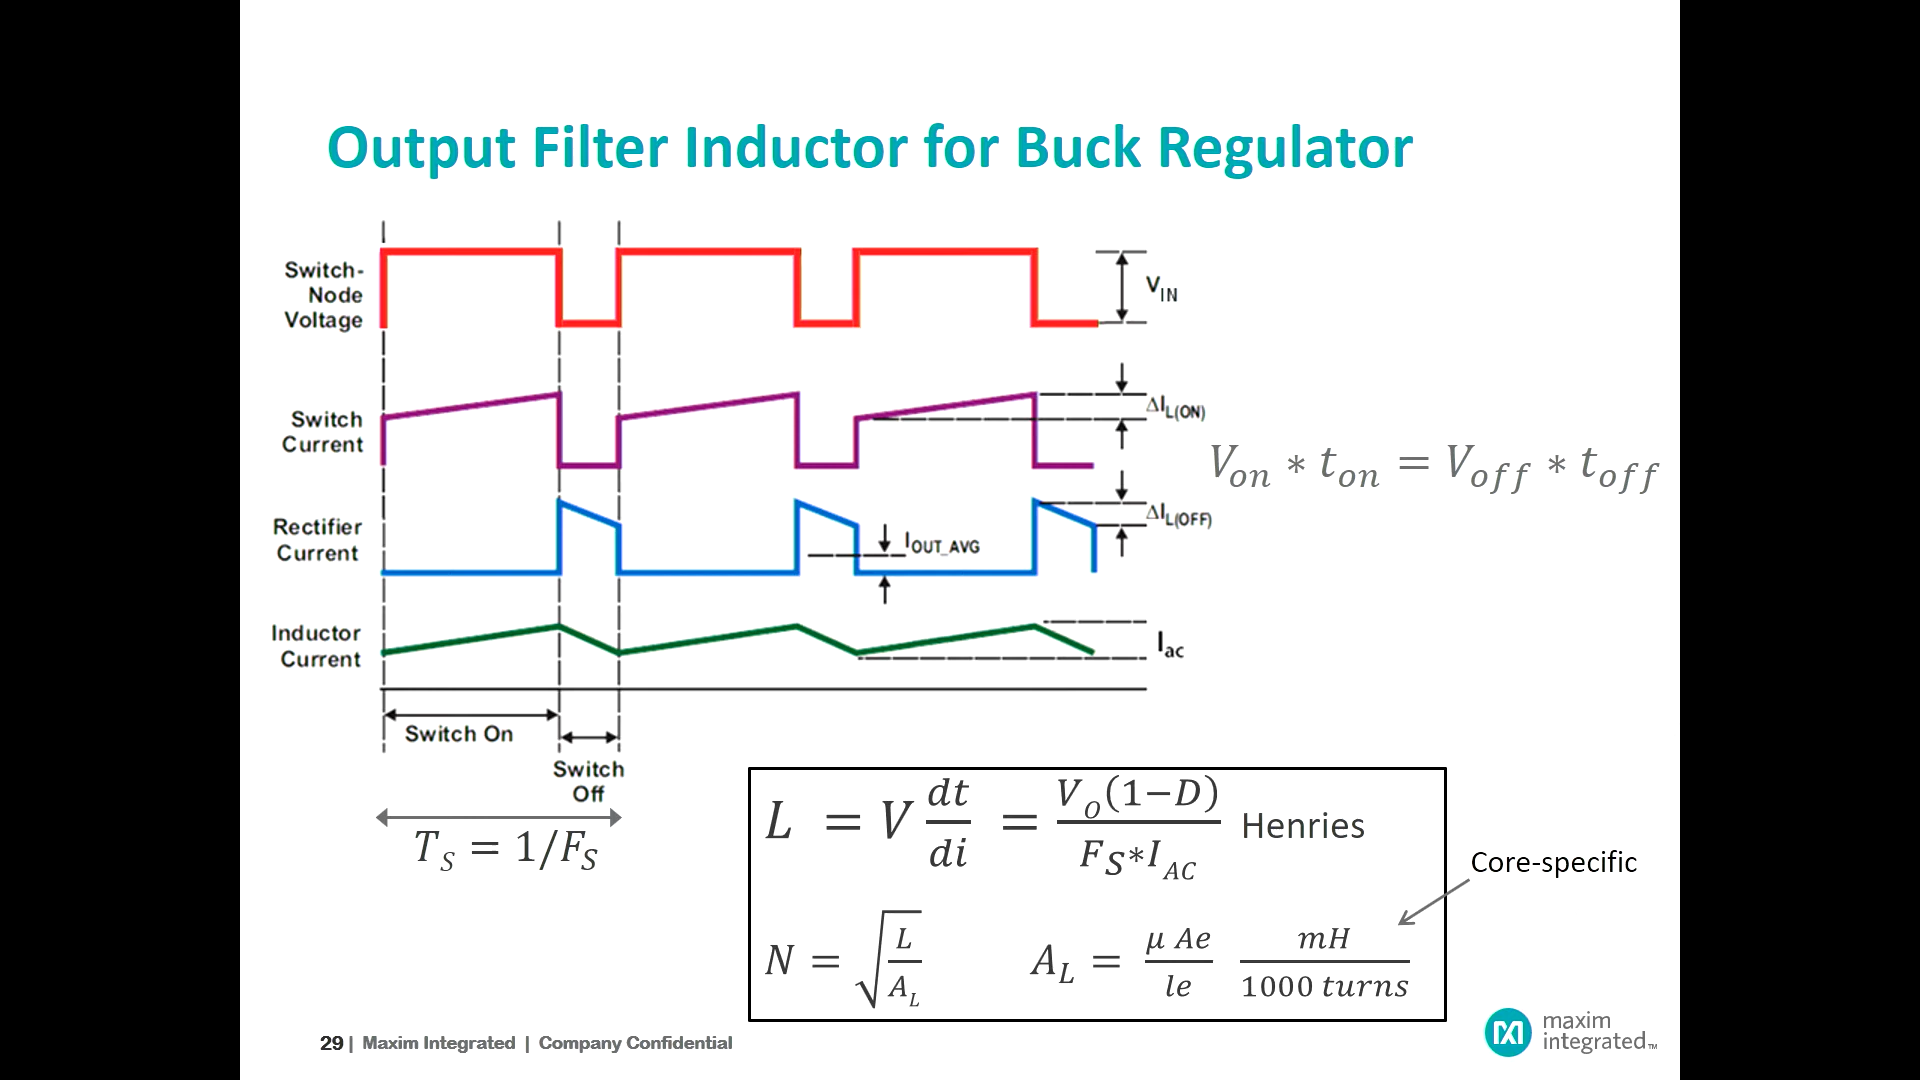 Output Filter Inductor for Buck Regulator
Switch-
Node
Voltage
V_IN
Switch
Current
ΔI_L(ON)
V_on * t_on = V_off * t_off
Rectifier
Current
I_OUT_AVG
ΔI_L(OFF)
Inductor
Current
I_ac
Switch On
Switch
Off
T_S = 1/F_S
L = V dt/di = V_O(1−D)/F_S*I_AC Henries
Core-specific
N = √(L/A_L) A_L = μ Ae/le mH/1000 turns
29 | Maxim Integrated | Company Confidential
maxim
integrated™